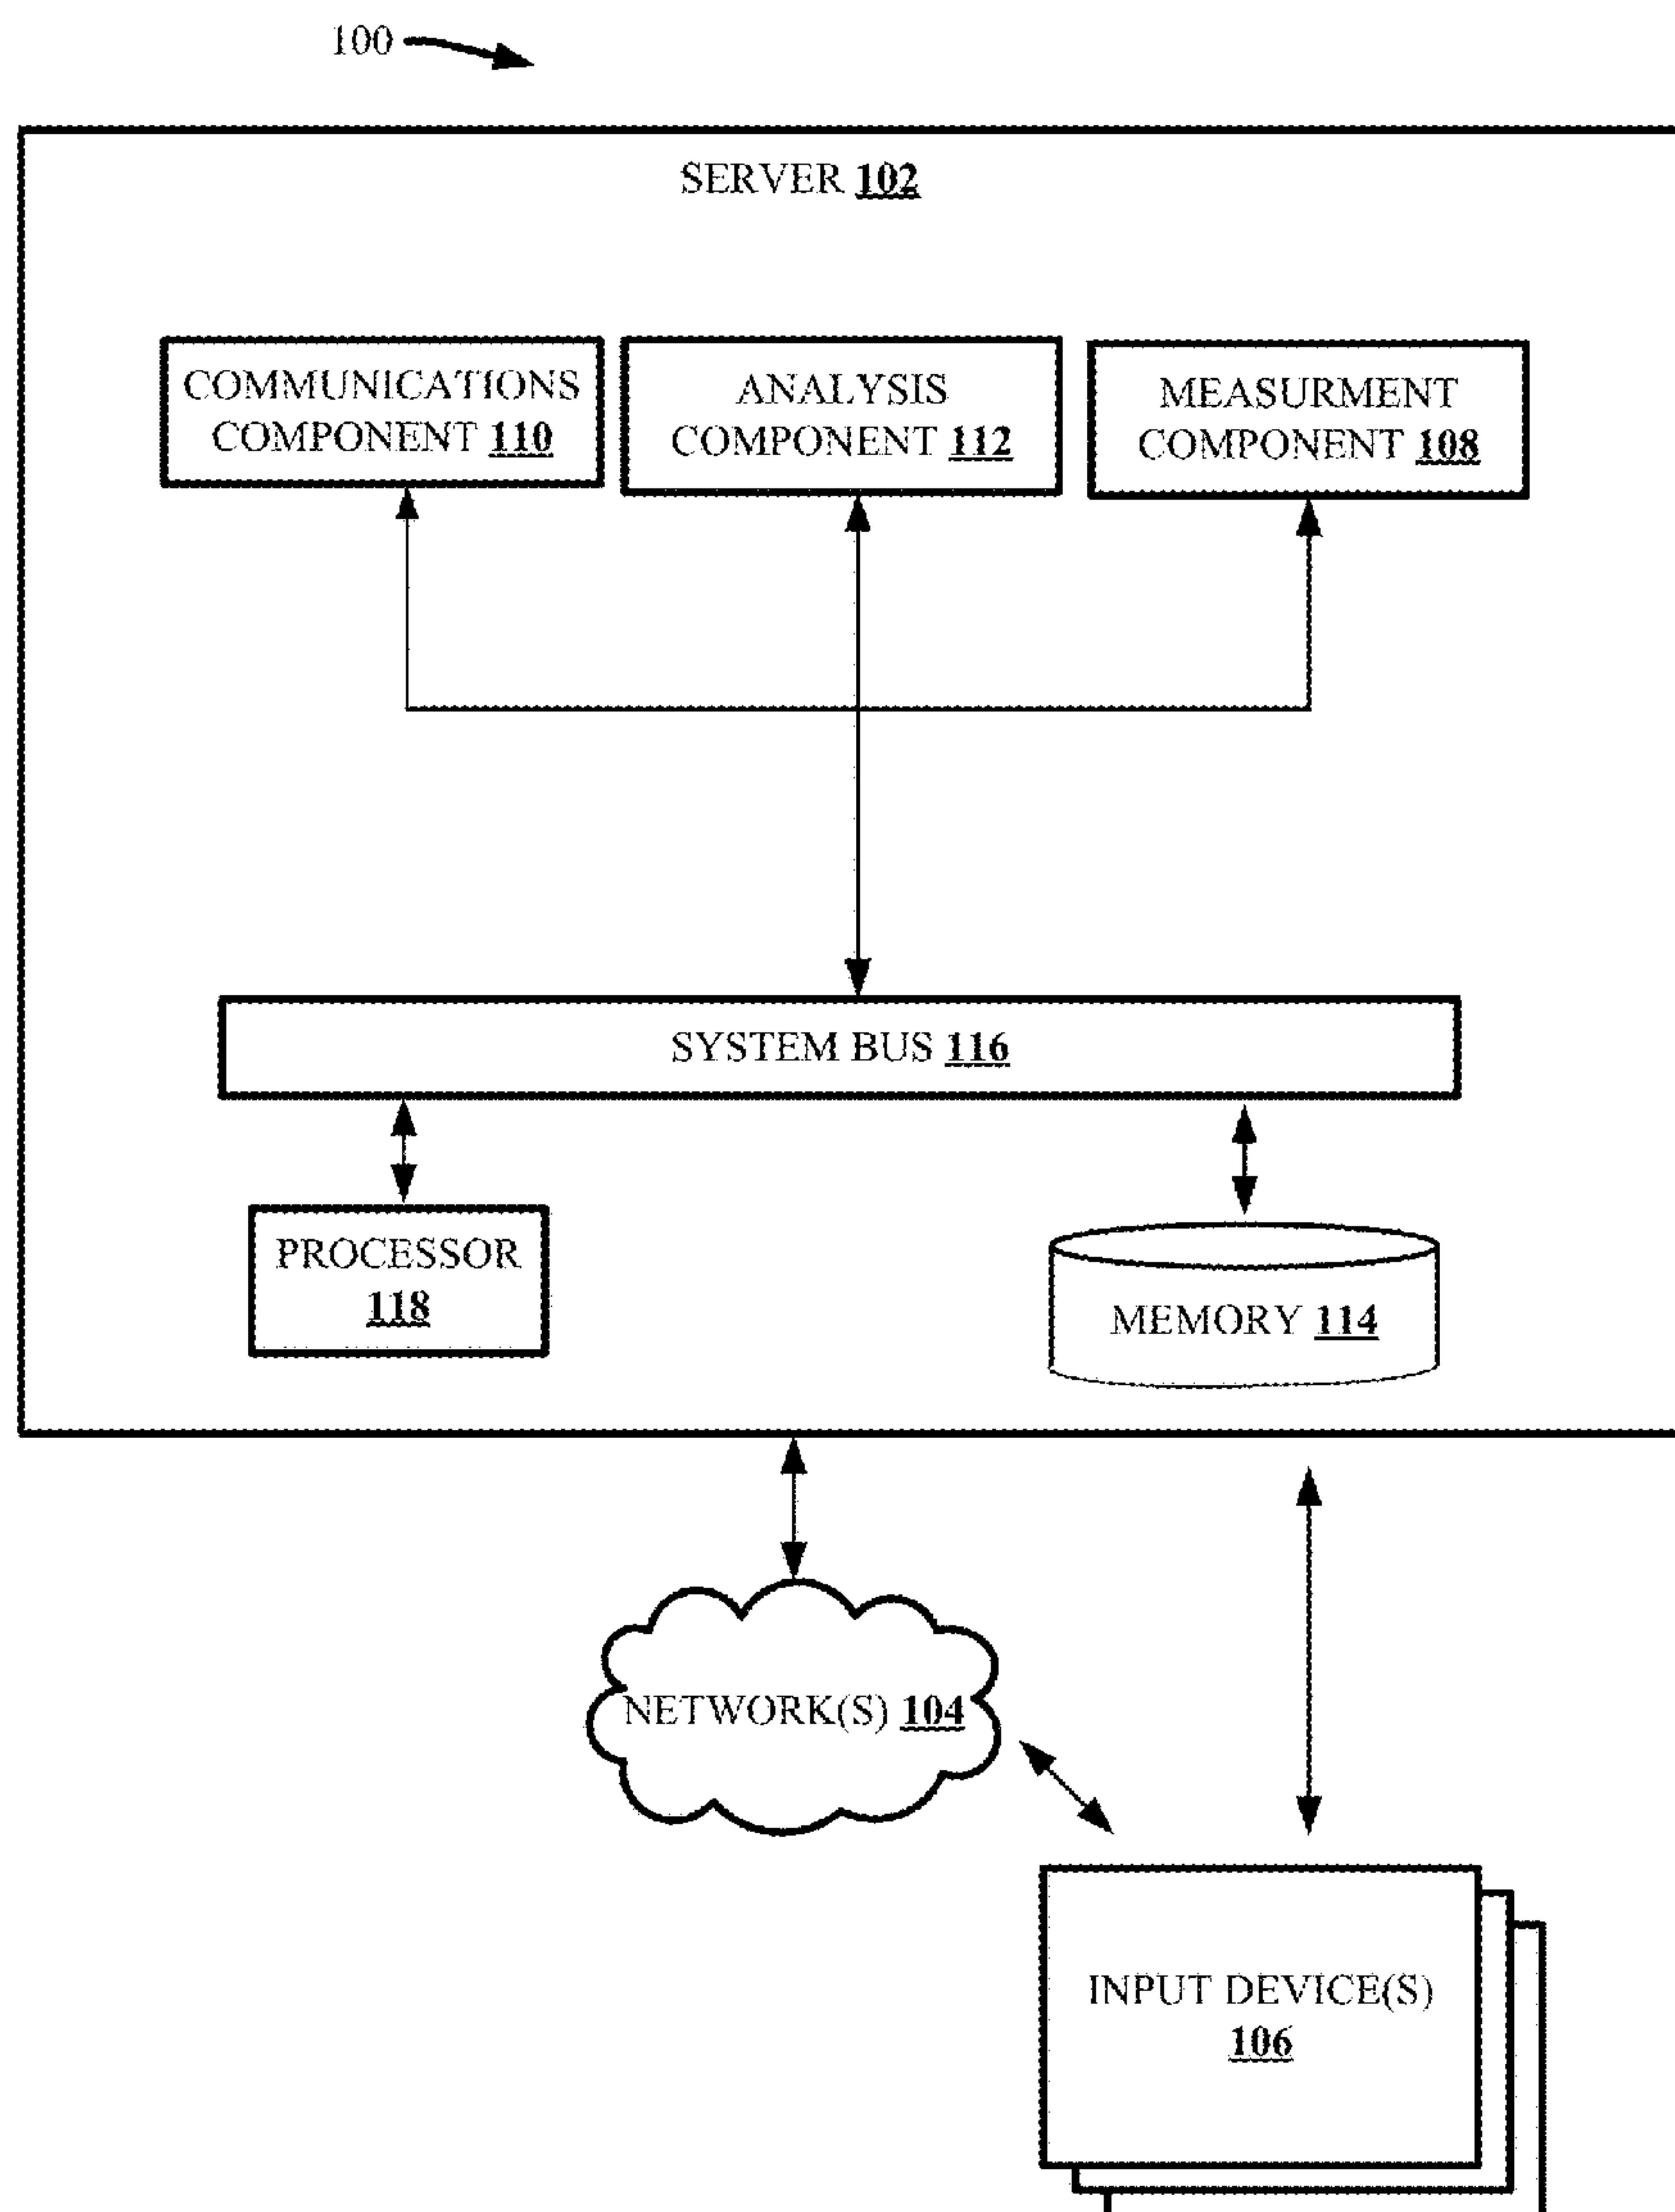 100
SERVER 102
COMMUNICATIONS
COMPONENT 110
ANALYSIS
COMPONENT 112
MEASURMENT
COMPONENT 108
SYSTEM BUS 116
PROCESSOR
118
MEMORY 114
NETWORK(S) 104
INPUT DEVICE(S)
106